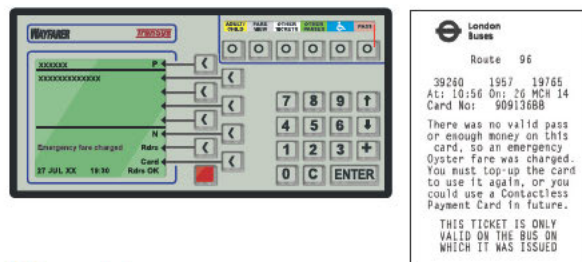 WAYFARER
ADULT/ CHILD
FARE VIEW
OTHER TICKETS
OTHER PASSES
PASS
XXXXXX P
XXXXXXXXXXXXX
N
Emergency fare charged Rdrs
Card
27 JUL XX 19:30 Rdrs OK
7 8 9
4 5 6
1 2 3 +
0 C ENTER
London
Buses
Route 96
39260 1957 19765
At: 10:56 On: 26 MCH 14
Card No: 909136BB
There was no valid pass
or enough money on this
card, so an emergency
Oyster fare was charged.
You must top-up the card
to use it again, or you
could use a Contactless
Payment Card in future.
THIS TICKET IS ONLY
VALID ON THE BUS ON
WHICH IT WAS ISSUED